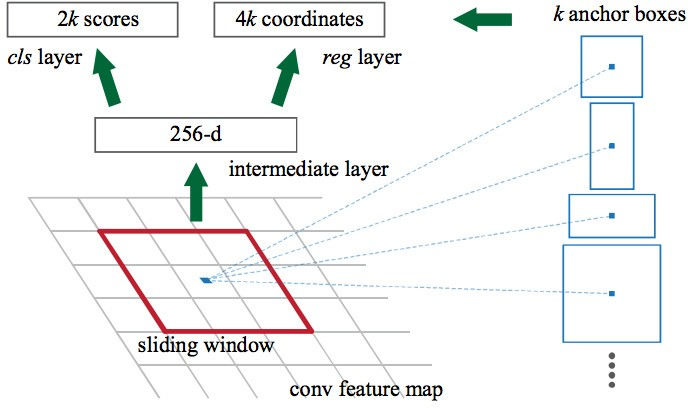 2k scores
4k coordinates
k anchor boxes
cls layer
reg layer
256-d
intermediate layer
sliding window
conv feature map